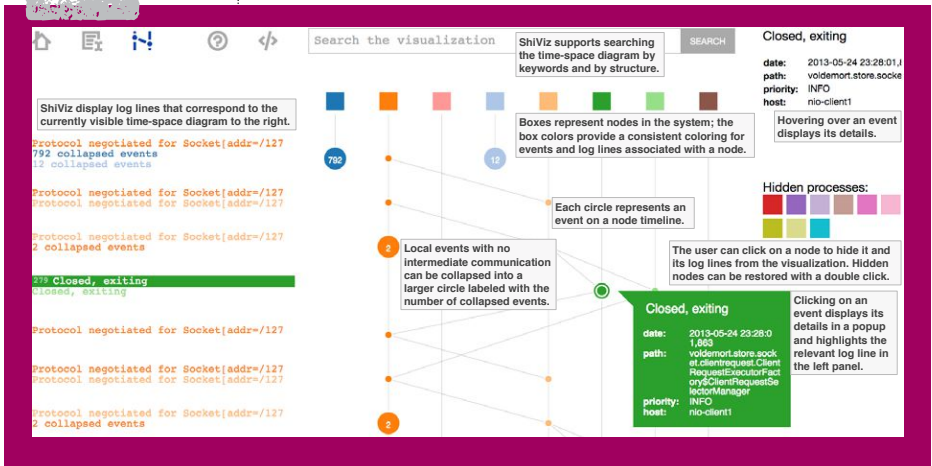 Search the visualization
SEARCH
ShiViz supports searching
the time-space diagram by
keywords and by structure.
Closed, exiting
date: 2013-05-24 23:28:01,
path: voldemort.store.socke
priority: INFO
host: nio-client1
Hovering over an event
displays its details.
ShiViz display log lines that correspond to the
currently visible time-space diagram to the right.
Boxes represent nodes in the system; the
box colors provide a consistent coloring for
events and log lines associated with a node.
Protocol negotiated for Socket[addr=/127
792 collapsed events
12 collapsed events
792
12
Protocol negotiated for Socket[addr=/127
Protocol negotiated for Socket[addr=/127
Each circle represents an
event on a node timeline.
Hidden processes:
Protocol negotiated for Socket[addr=/127
2 collapsed events
2
Local events with no
intermediate communication
can be collapsed into a
larger circle labeled with the
number of collapsed events.
The user can click on a node to hide it and
its log lines from the visualization. Hidden
nodes can be restored with a double click.
279 Closed, exiting
Closed, exiting
Closed, exiting
date: 2013-05-24 23:28:0
1,863
path: voldemort.store.sock
et.clientrequest.Client
RequestExecutorFact
ory$ClientRequestSe
lectorManager
priority: INFO
host: nio-client1
Clicking on an
event displays its
details in a popup
and highlights the
relevant log line in
the left panel.
Protocol negotiated for Socket[addr=/127
Protocol negotiated for Socket[addr=/127
Protocol negotiated for Socket[addr=/127
Protocol negotiated for Socket[addr=/127
2 collapsed events
2